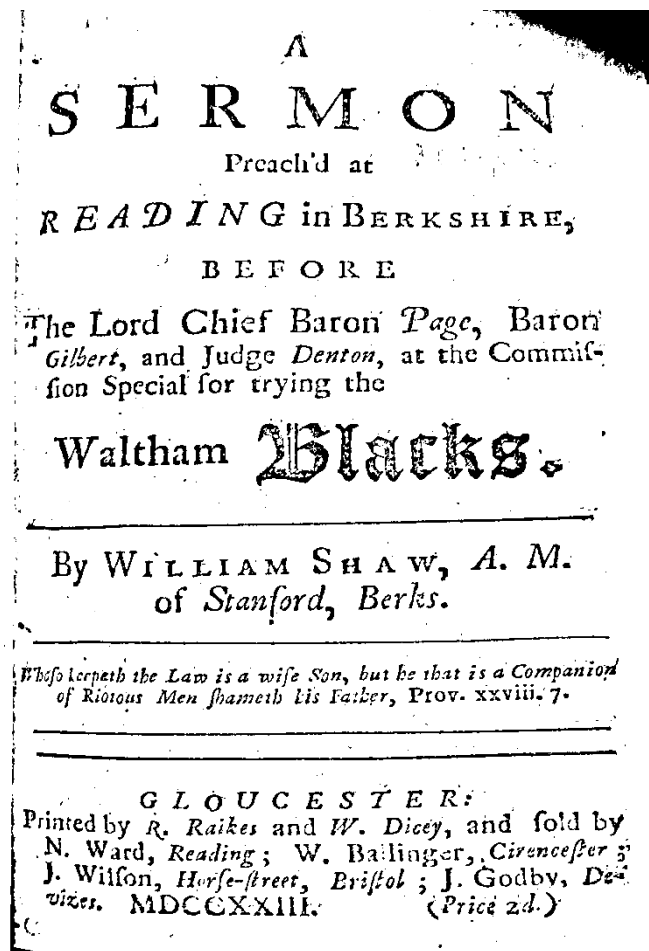 A
SERMON
Preach'd at
READING in BERKSHIRE,
BEFORE
The Lord Chief Baron Page, Baron
Gilbert, and Judge Denton, at the Commiſ-
ſion Special for trying the
Waltham Blacks.
By WILLIAM SHAW, A. M.
of Stanford, Berks.
Whoſo keepeth the Law is a wiſe Son, but he that is a Companion
of Riotous Men ſhameth his Father, Prov. xxviii. 7.
GLOUCESTER:
Printed by R. Raikes and W. Dicey, and ſold by
N. Ward, Reading; W. Ballinger, Cirenceſter;
J. Wilſon, Horſe-ſtreet, Briſtol; J. Godby, De-
vizes. MDCCXXIII. (Price 2d.)